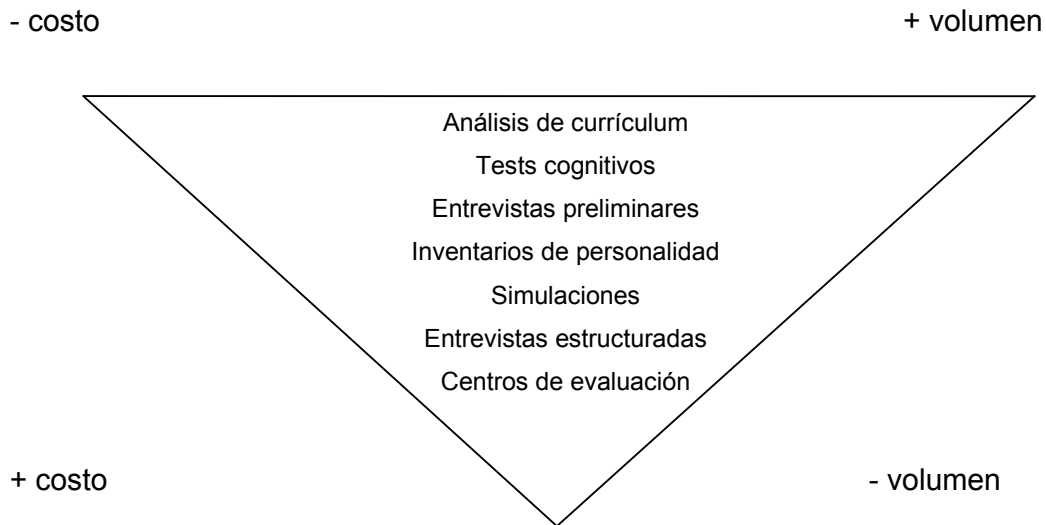 - costo + volumen
Análisis de currículum
Tests cognitivos
Entrevistas preliminares
Inventarios de personalidad
Simulaciones
Entrevistas estructuradas
Centros de evaluación
+ costo - volumen